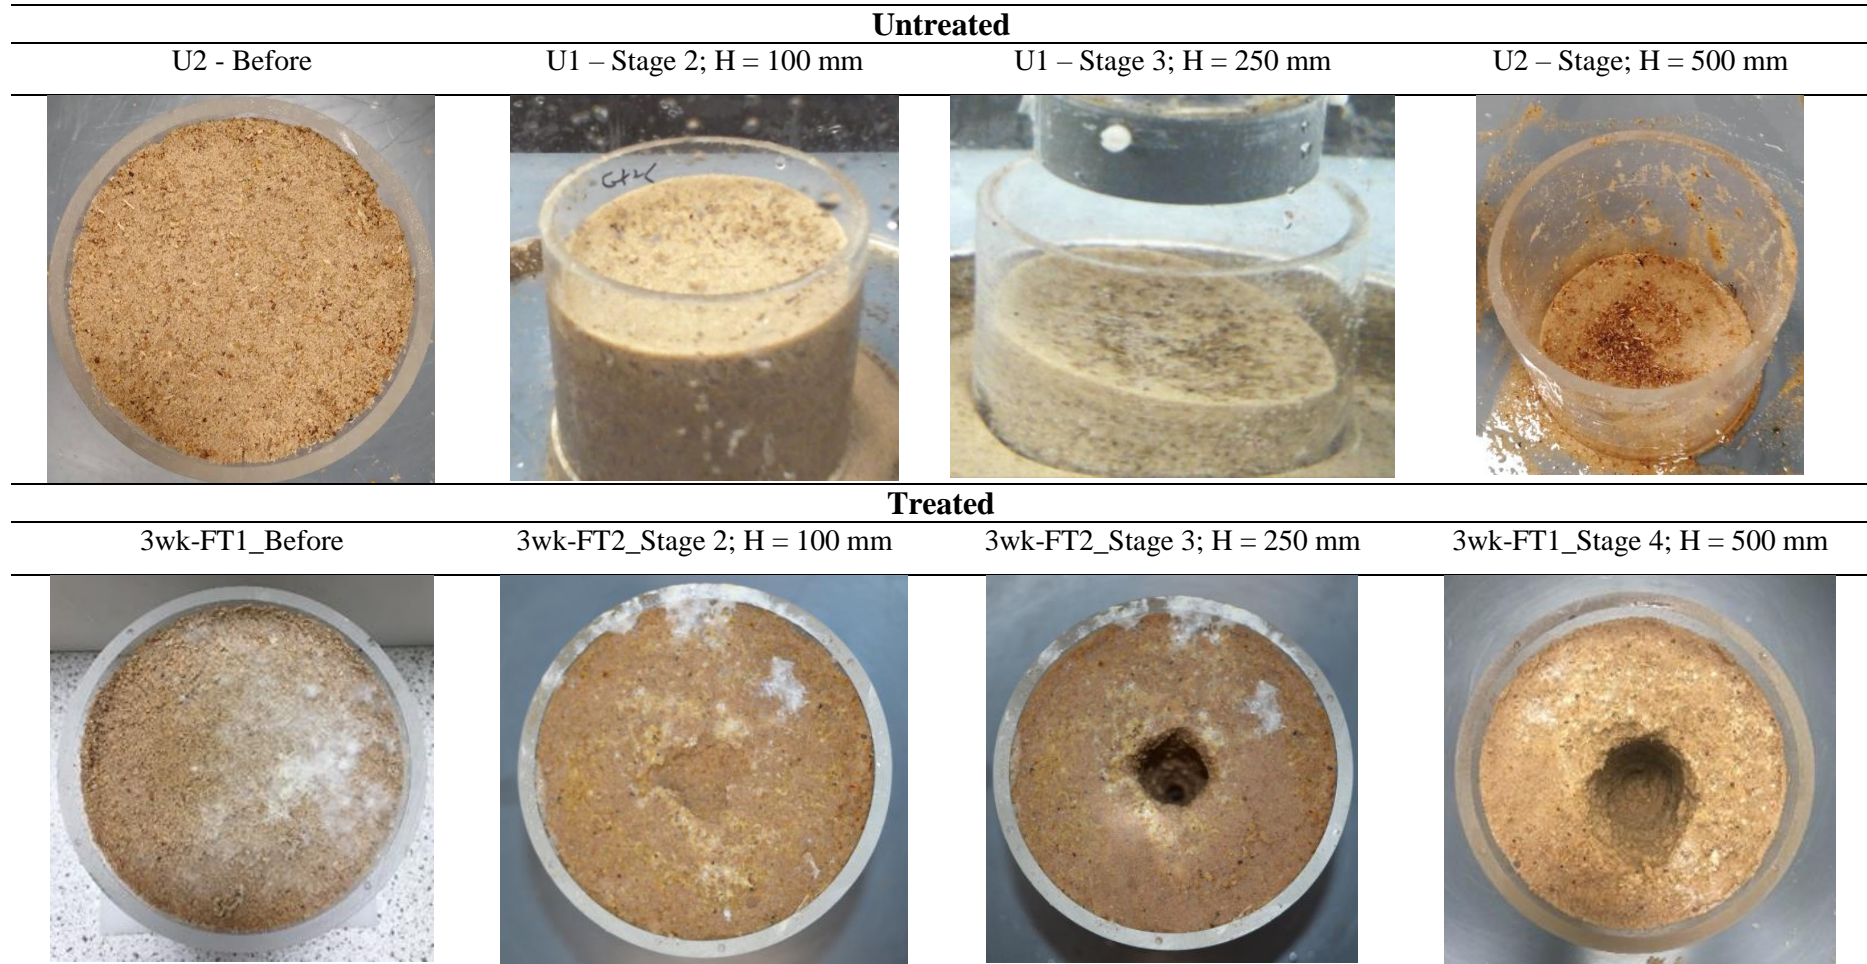 Untreated
U2 - Before
U1 – Stage 2; H = 100 mm
U1 – Stage 3; H = 250 mm
U2 – Stage; H = 500 mm
Treated
3wk-FT1_Before
3wk-FT2_Stage 2; H = 100 mm
3wk-FT2_Stage 3; H = 250 mm
3wk-FT1_Stage 4; H = 500 mm